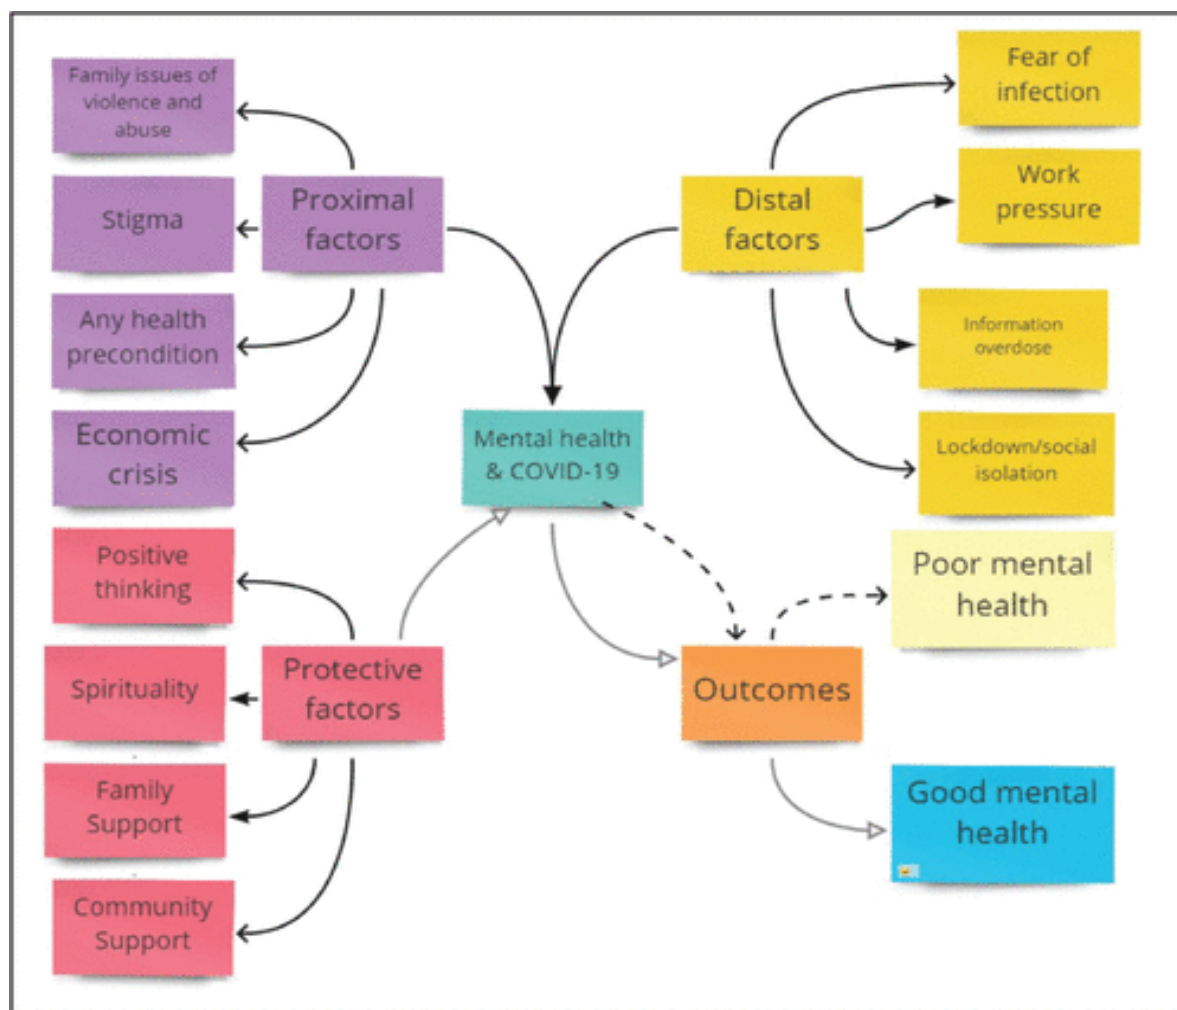 Family issues of
violence and
abuse
Stigma
Any health
precondition
Economic
crisis
Proximal
factors
Distal
factors
Fear of
infection
Work
pressure
Information
overdose
Lockdown/social
isolation
Mental health
& COVID-19
Positive
thinking
Spirituality
Family
Support
Community
Support
Protective
factors
Outcomes
Poor mental
health
Good mental
health